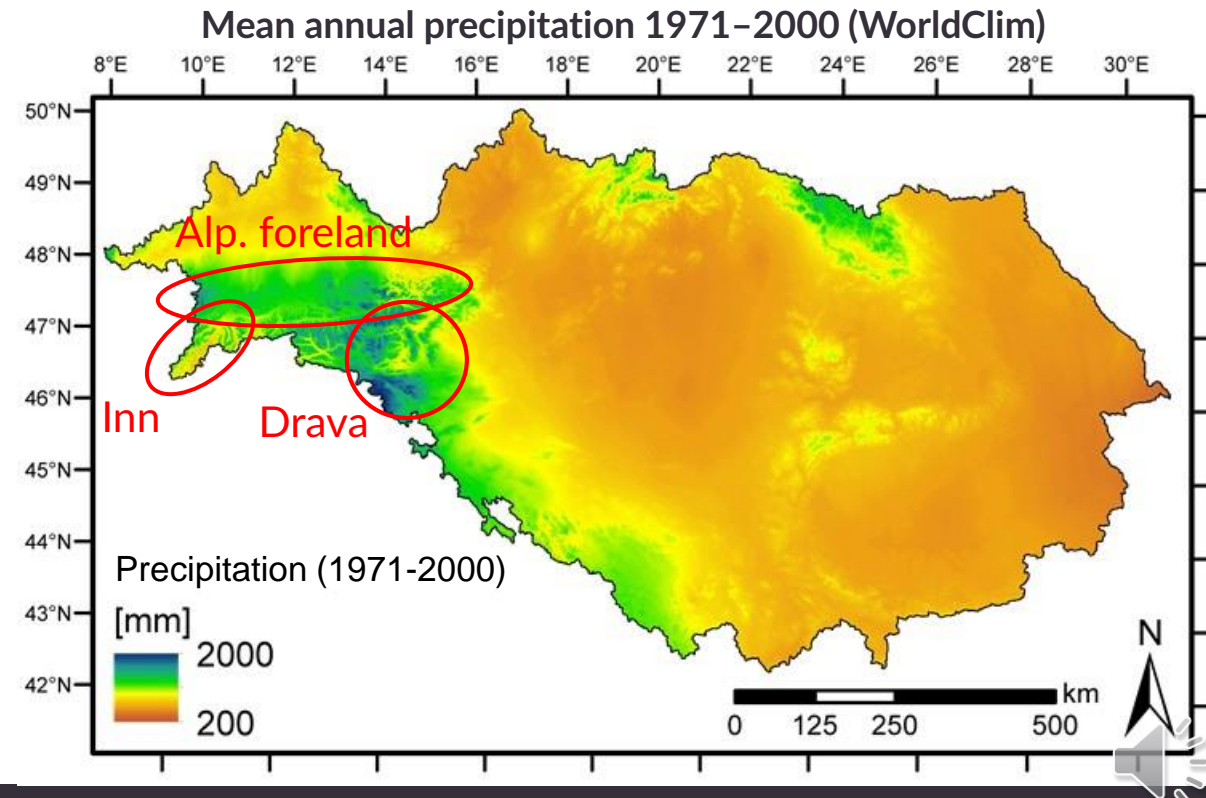 Mean annual precipitation 1971–2000 (WorldClim)
8°E 10°E 12°E 14°E 16°E 18°E 20°E 22°E 24°E 26°E 28°E 30°E
50°N
49°N
Alp. foreland
48°N
47°N
46°N
Inn
Drava
45°N
44°N
Precipitation (1971-2000)
43°N
[mm]
N
2000
42°N
km
200
0 125 250 500